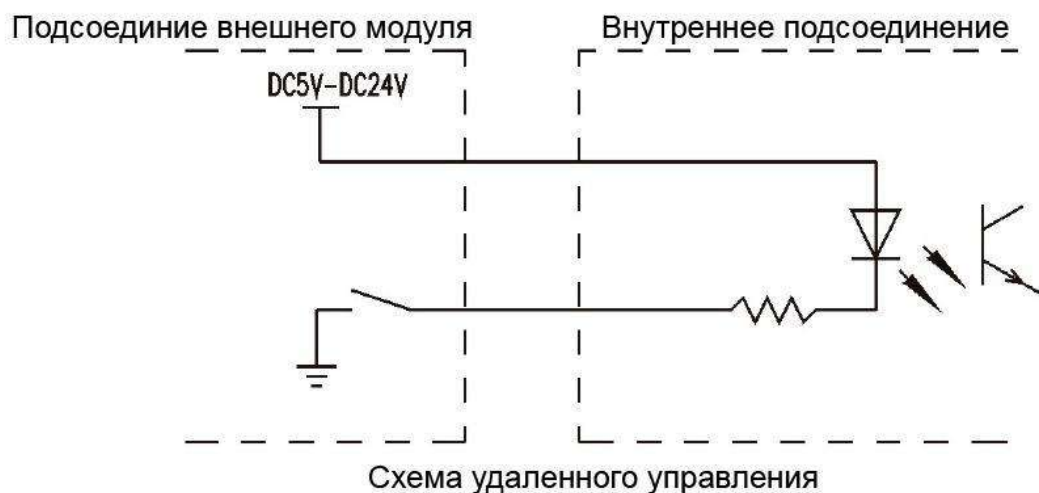 Подсоединие внешнего модуля
Внутреннее подсоединение
DC5V-DC24V
Схема удаленного управления